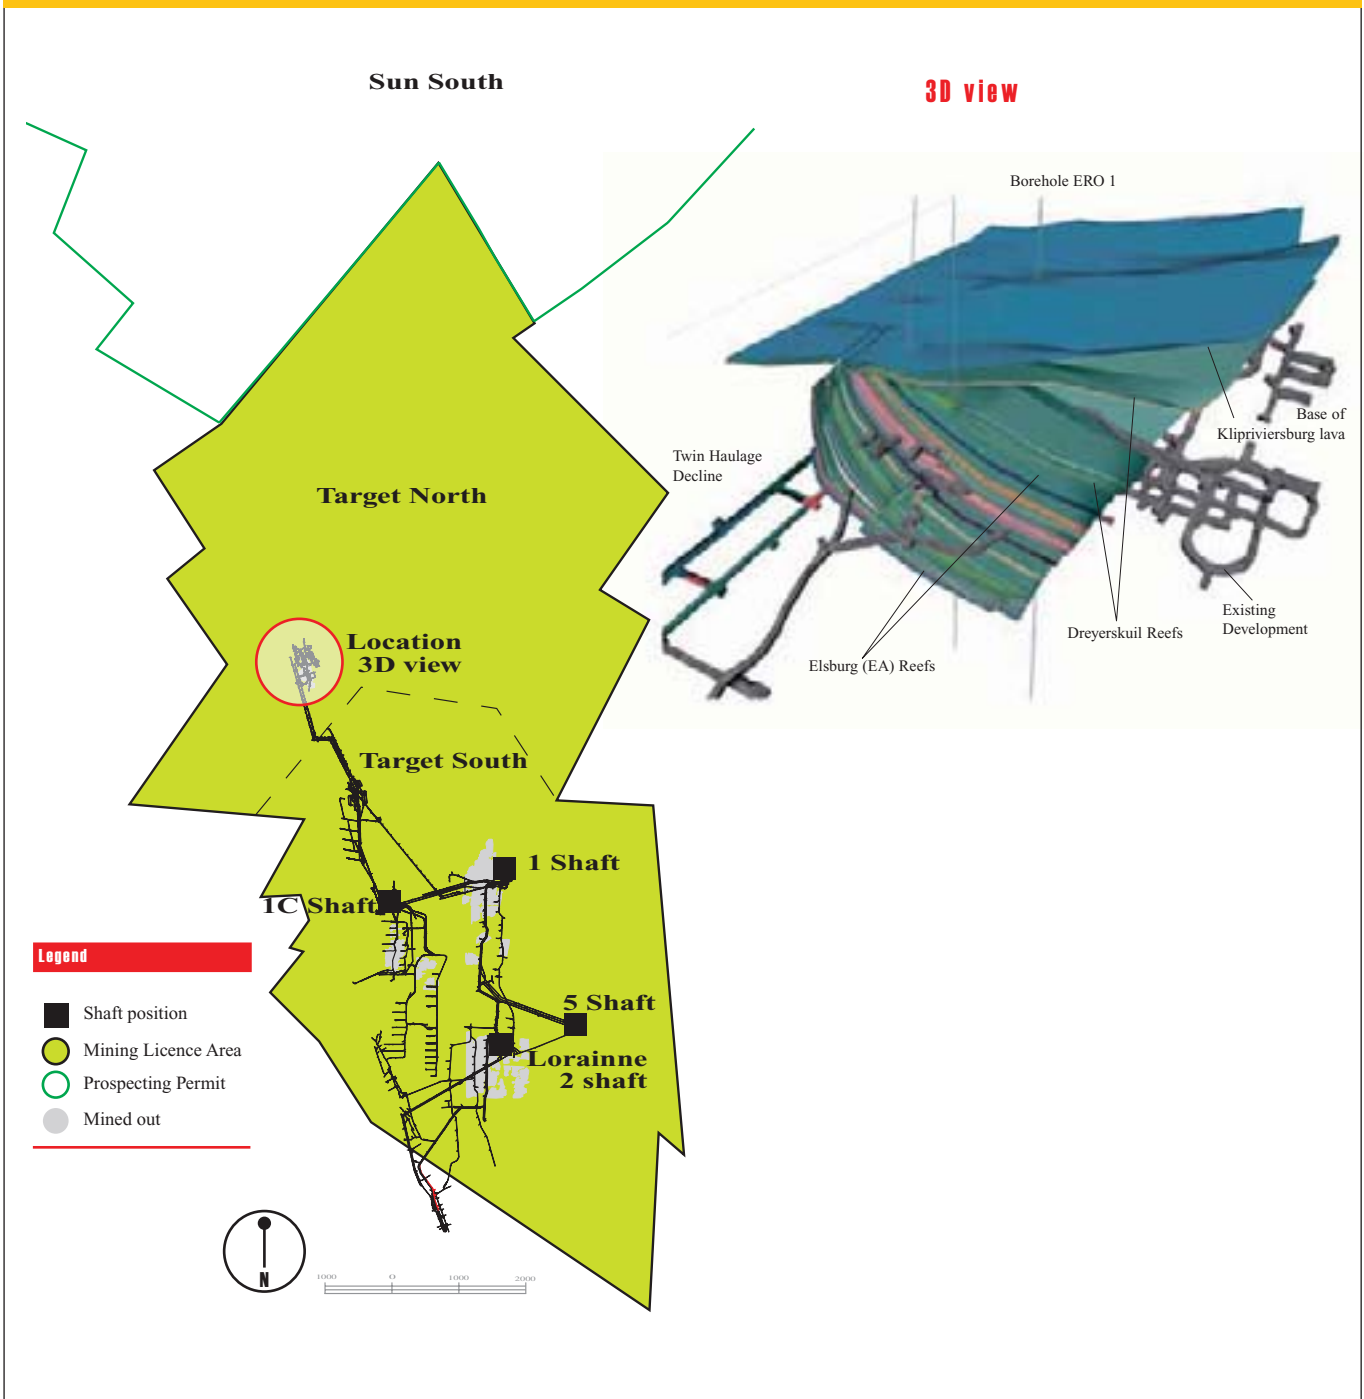 Sun South
3D view
Borehole ERO 1
Base of
Klipriviersburg lava
Twin Haulage
Decline
Target North
Existing
Development
Dreyerskuil Reefs
Location
3D view
Elsburg (EA) Reefs
Target South
1 Shaft
1C Shaft
Legend
Shaft position
Mining Licence Area
Prospecting Permit
Mined out
5 Shaft
Lorainne
2 shaft
N
1000 0 1000 2000